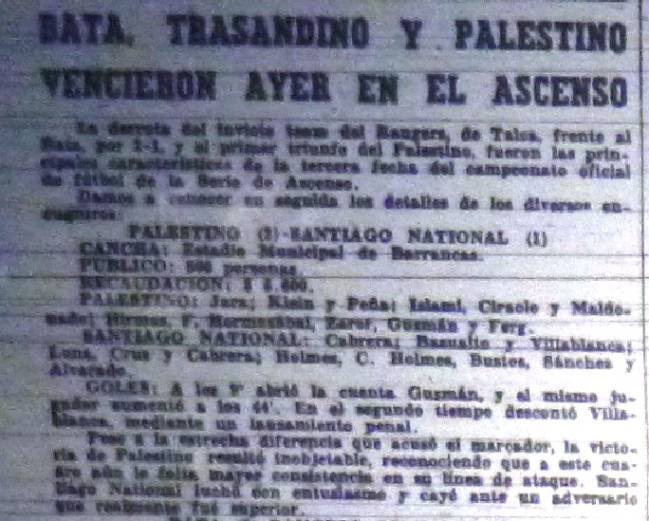 BATA, TRASANDINO Y PALESTINO
VENCIERON AYER EN EL ASCENSO
La derrota del invicto team del Rangers, de Talca, frente al
Bata, por 2-1, y el primer triunfo del Palestino, fueron las prin-
cipales características de la tercera fecha del campeonato oficial
de fútbol de la Serie de Ascenso.
Damos a conocer en seguida los detalles de los diversos en-
cuentros:
PALESTINO (2)-SANTIAGO NATIONAL (1)
CANCHA: Estadio Municipal de Barrancas.
PUBLICO: personas.
RECAUDACION: $
PALESTINO: Jara; Klein y Peña; Islami, Ciraole y Maldo-
nado; Hirmes, F. Hormazábal, Zaror, Guzmán y
SANTIAGO NATIONAL: Cabrera; Basualto y Villablanca;
Luna, Cruz y Cabrera; Holmes, C. Holmes, Bustos, Sánchez y
Alvarado.
GOLES: A los 9' abrió la cuenta Guzmán, y el mismo ju-
gador aumentó a los 44'. En el segundo tiempo descontó Villa-
blanca, mediante un lanzamiento penal.
Pese a la estrecha diferencia que acusó el marcador, la victo-
ria de Palestino resultó inobjetable, reconociendo que a este cua-
dro aún le falta mayor consistencia en su línea de ataque. San-
tiago National luchó con entusiasmo y cayó ante un adversario
que realmente fué superior.